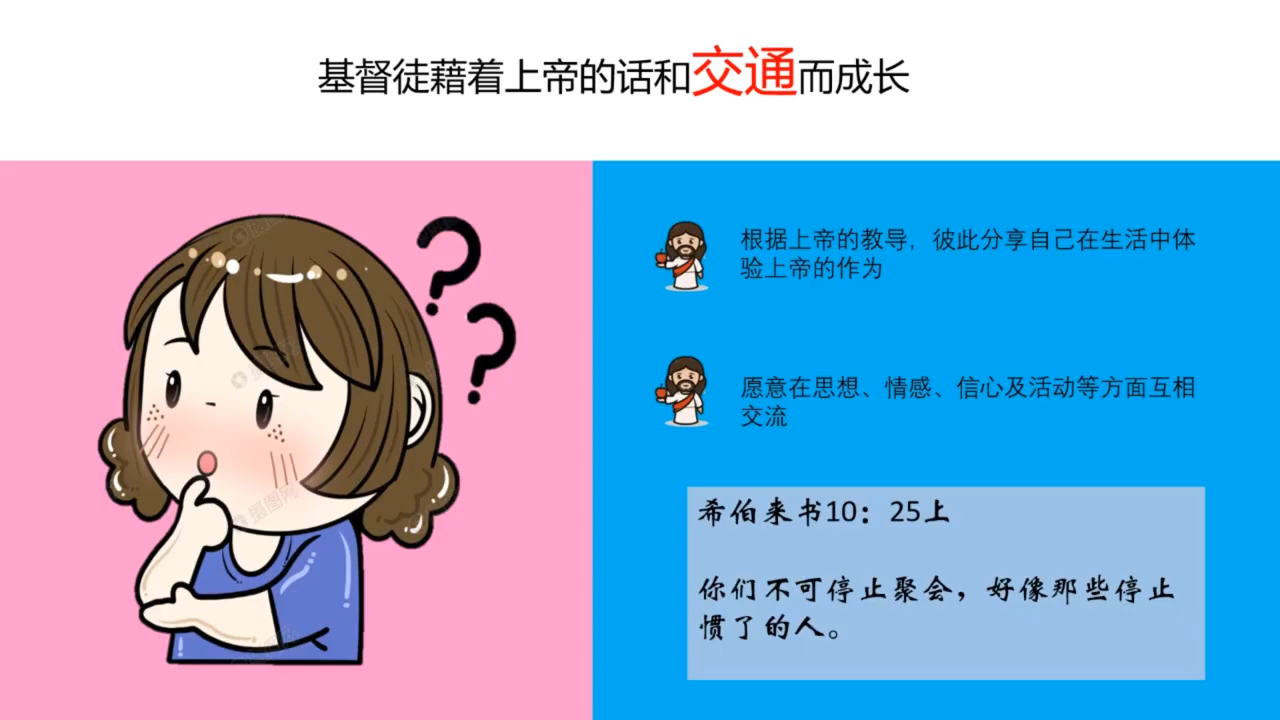 基督徒藉着上帝的话和交通而成长
根据上帝的教导，彼此分享自己在生活中体
验上帝的作为
愿意在思想、情感、信心及活动等方面互相
交流
希伯来书10：25上
你们不可停止聚会，好像那些停止
惯了的人。
摄图网